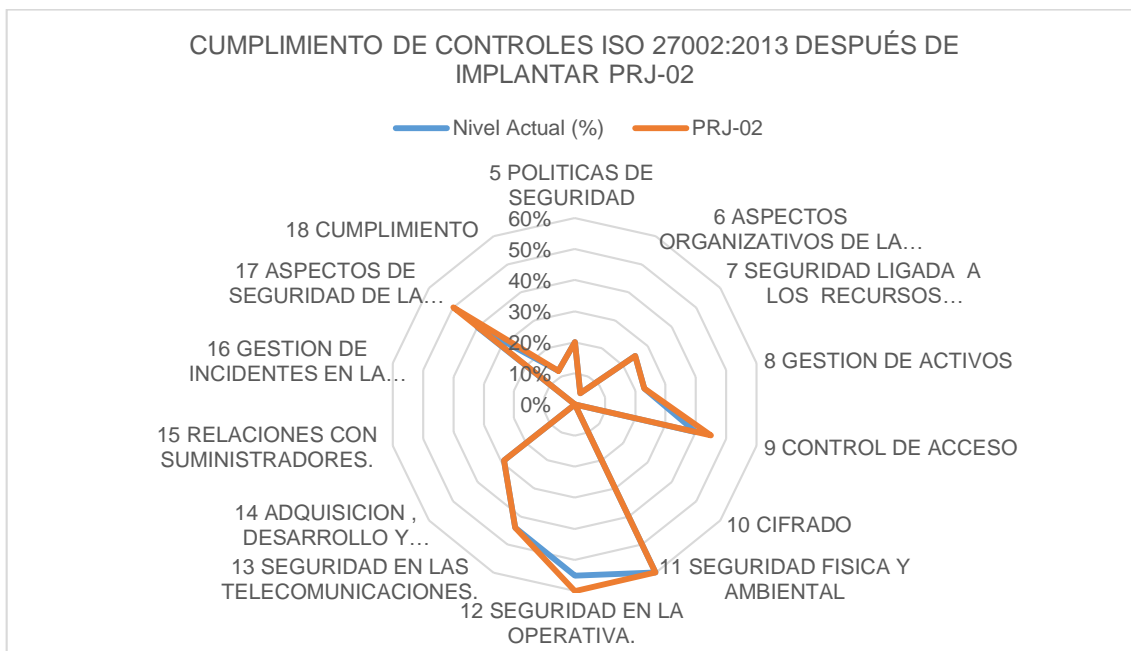 CUMPLIMIENTO DE CONTROLES ISO 27002:2013 DESPUÉS DE
IMPLANTAR PRJ-02
Nivel Actual (%)
PRJ-02
5 POLITICAS DE
SEGURIDAD
6 ASPECTOS
ORGANIZATIVOS DE LA…
7 SEGURIDAD LIGADA A
LOS RECURSOS…
8 GESTION DE ACTIVOS
9 CONTROL DE ACCESO
10 CIFRADO
11 SEGURIDAD FISICA Y
AMBIENTAL
12 SEGURIDAD EN LA
OPERATIVA.
13 SEGURIDAD EN LAS
TELECOMUNICACIONES.
14 ADQUISICION ,
DESARROLLO Y…
15 RELACIONES CON
SUMINISTRADORES.
16 GESTION DE
INCIDENTES EN LA…
17 ASPECTOS DE
SEGURIDAD DE LA…
18 CUMPLIMIENTO
60%
50%
40%
30%
20%
10%
0%